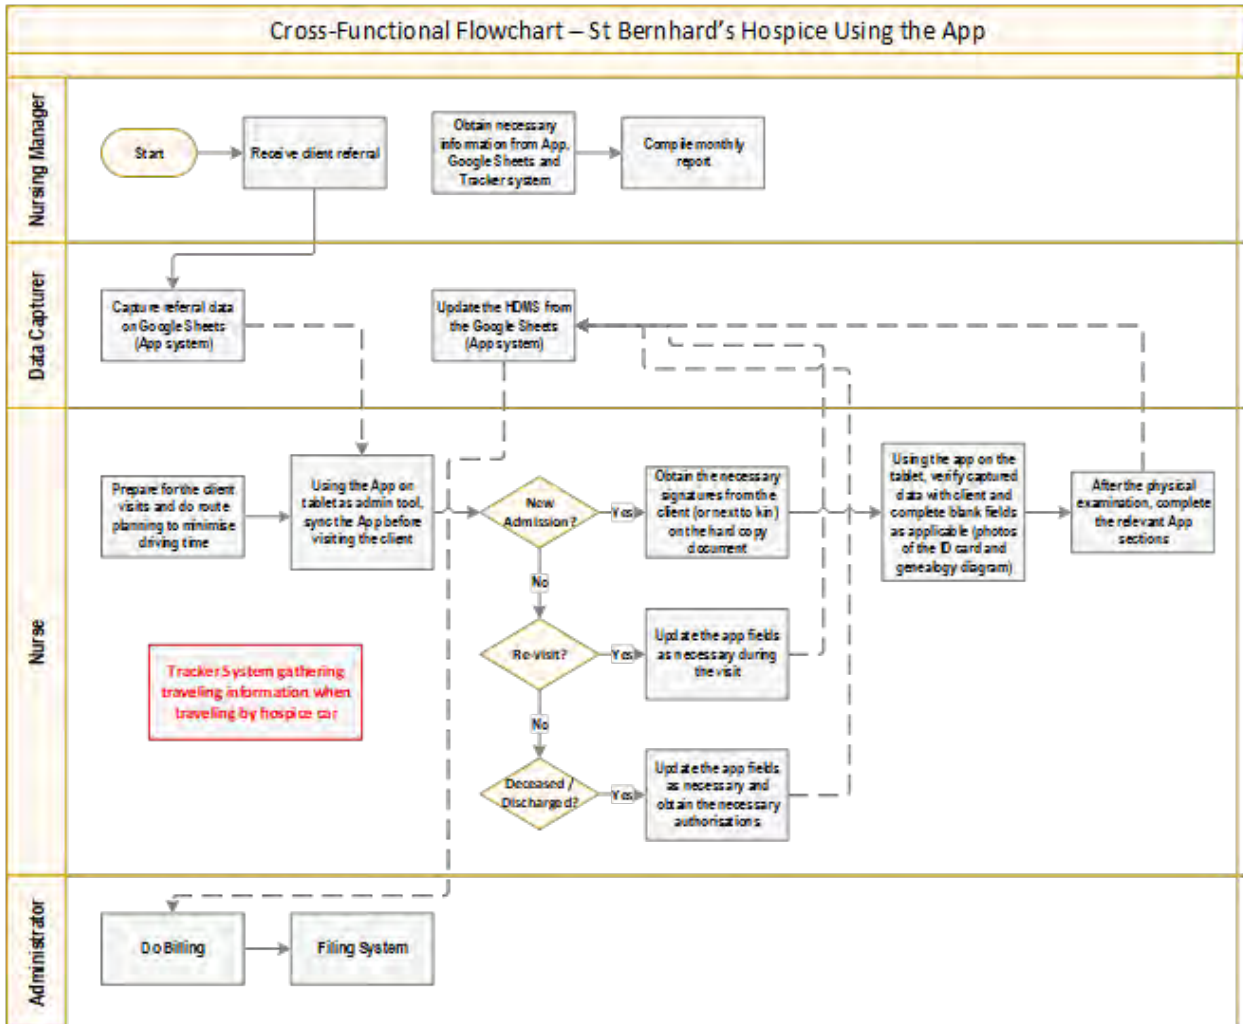 Cross-Functional Flowchart – St Bernhard's Hospice Using the App
Nursing Manager
Start
Receive client referral
Obtain necessary
information from App,
Google Sheets and
Tracker system
Compile monthly
report
Data Capturer
Capture referral data
on Google Sheets
(App system)
Update the HDMS from
the Google Sheets
(App system)
Nurse
Prepare for the client
visits and do route
planning to minimise
driving time
Using the App on
tablet as admin tool,
sync the App before
visiting the client
New
Admission?
Yes
Obtain the necessary
signatures from the
client (or next to kin)
on the hard copy
document
Using the app on the
tablet, verify captured
data with client and
complete blank fields
as applicable (photos
of the ID card and
genealogy diagram)
After the physical
examination, complete
the relevant App
sections
No
Re-visit?
Yes
Update the app fields
as necessary during
the visit
Tracker System gathering
traveling information when
traveling by hospice car
No
Deceased /
Discharged?
Yes
Update the app fields
as necessary and
obtain the necessary
authorisations
Administrator
Do Billing
Filing System